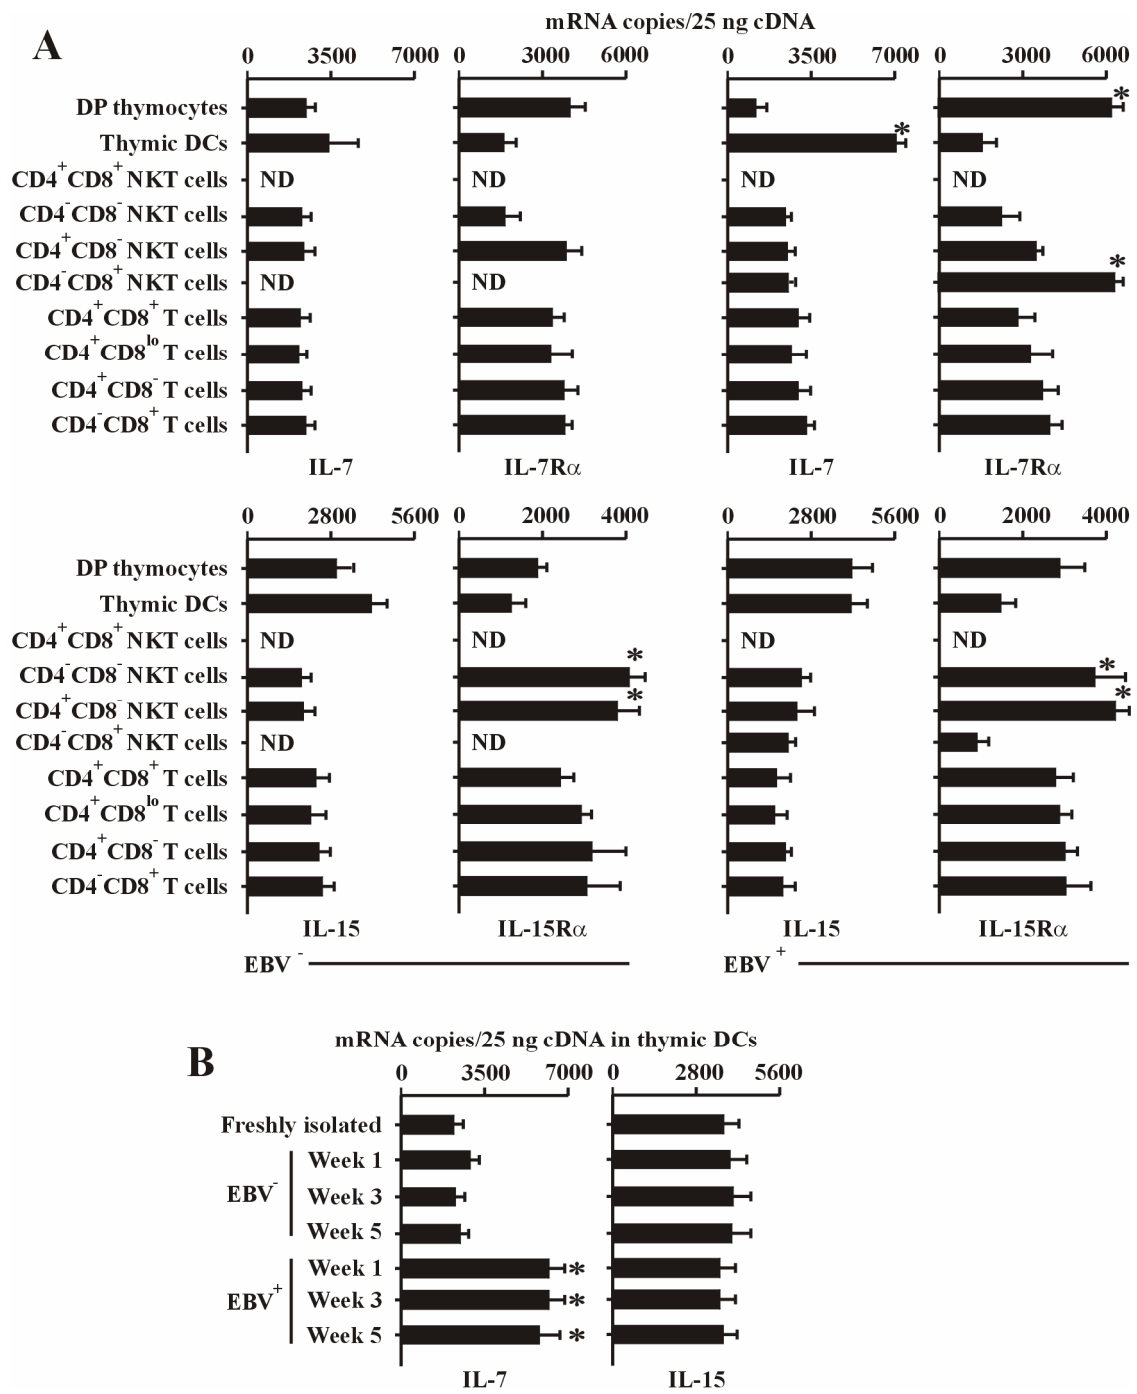 A
mRNA copies/25 ng cDNA
0 3500 7000 0 3000 6000 0 3500 7000 0 3000 6000
DP thymocytes *
Thymic DCs *
CD4⁺CD8⁺ NKT cells ND ND ND ND
CD4⁻CD8⁻ NKT cells
CD4⁺CD8⁻ NKT cells
CD4⁻CD8⁺ NKT cells ND ND *
CD4⁺CD8⁺ T cells
CD4⁺CD8ˡᵒ T cells
CD4⁺CD8⁻ T cells
CD4⁻CD8⁺ T cells
IL-7 IL-7Rα IL-7 IL-7Rα
0 2800 5600 0 2000 4000 0 2800 5600 0 2000 4000
DP thymocytes
Thymic DCs
CD4⁺CD8⁺ NKT cells ND ND ND ND
CD4⁻CD8⁻ NKT cells * *
CD4⁺CD8⁻ NKT cells * *
CD4⁻CD8⁺ NKT cells ND ND
CD4⁺CD8⁺ T cells
CD4⁺CD8ˡᵒ T cells
CD4⁺CD8⁻ T cells
CD4⁻CD8⁺ T cells
IL-15 IL-15Rα IL-15 IL-15Rα
EBV⁻ EBV⁺
B
mRNA copies/25 ng cDNA in thymic DCs
0 3500 7000 0 2800 5600
Freshly isolated
Week 1
EBV⁻ Week 3
Week 5
Week 1 *
EBV⁺ Week 3 *
Week 5 *
IL-7 IL-15